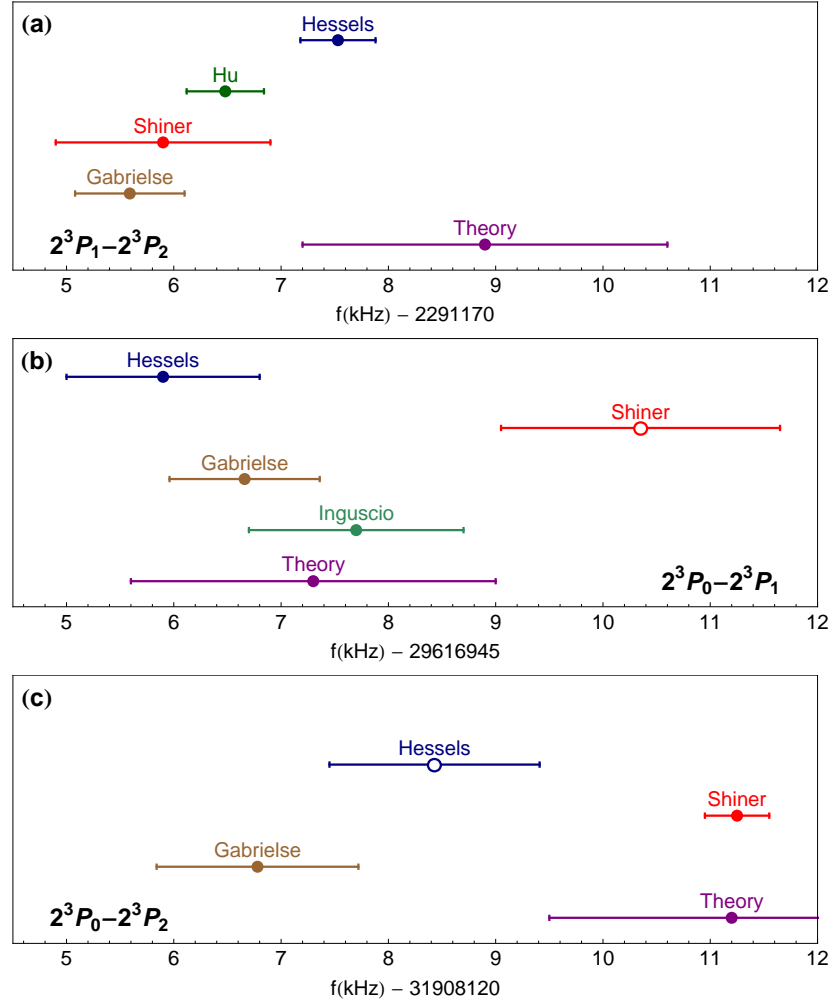 (a)
Hessels
Hu
Shiner
Gabrielse
Theory
2³P₁−2³P₂
5 6 7 8 9 10 11 12
f(kHz) − 2291170
(b)
Hessels
Shiner
Gabrielse
Inguscio
Theory
2³P₀−2³P₁
5 6 7 8 9 10 11 12
f(kHz) − 29616945
(c)
Hessels
Shiner
Gabrielse
Theory
2³P₀−2³P₂
5 6 7 8 9 10 11 12
f(kHz) − 31908120